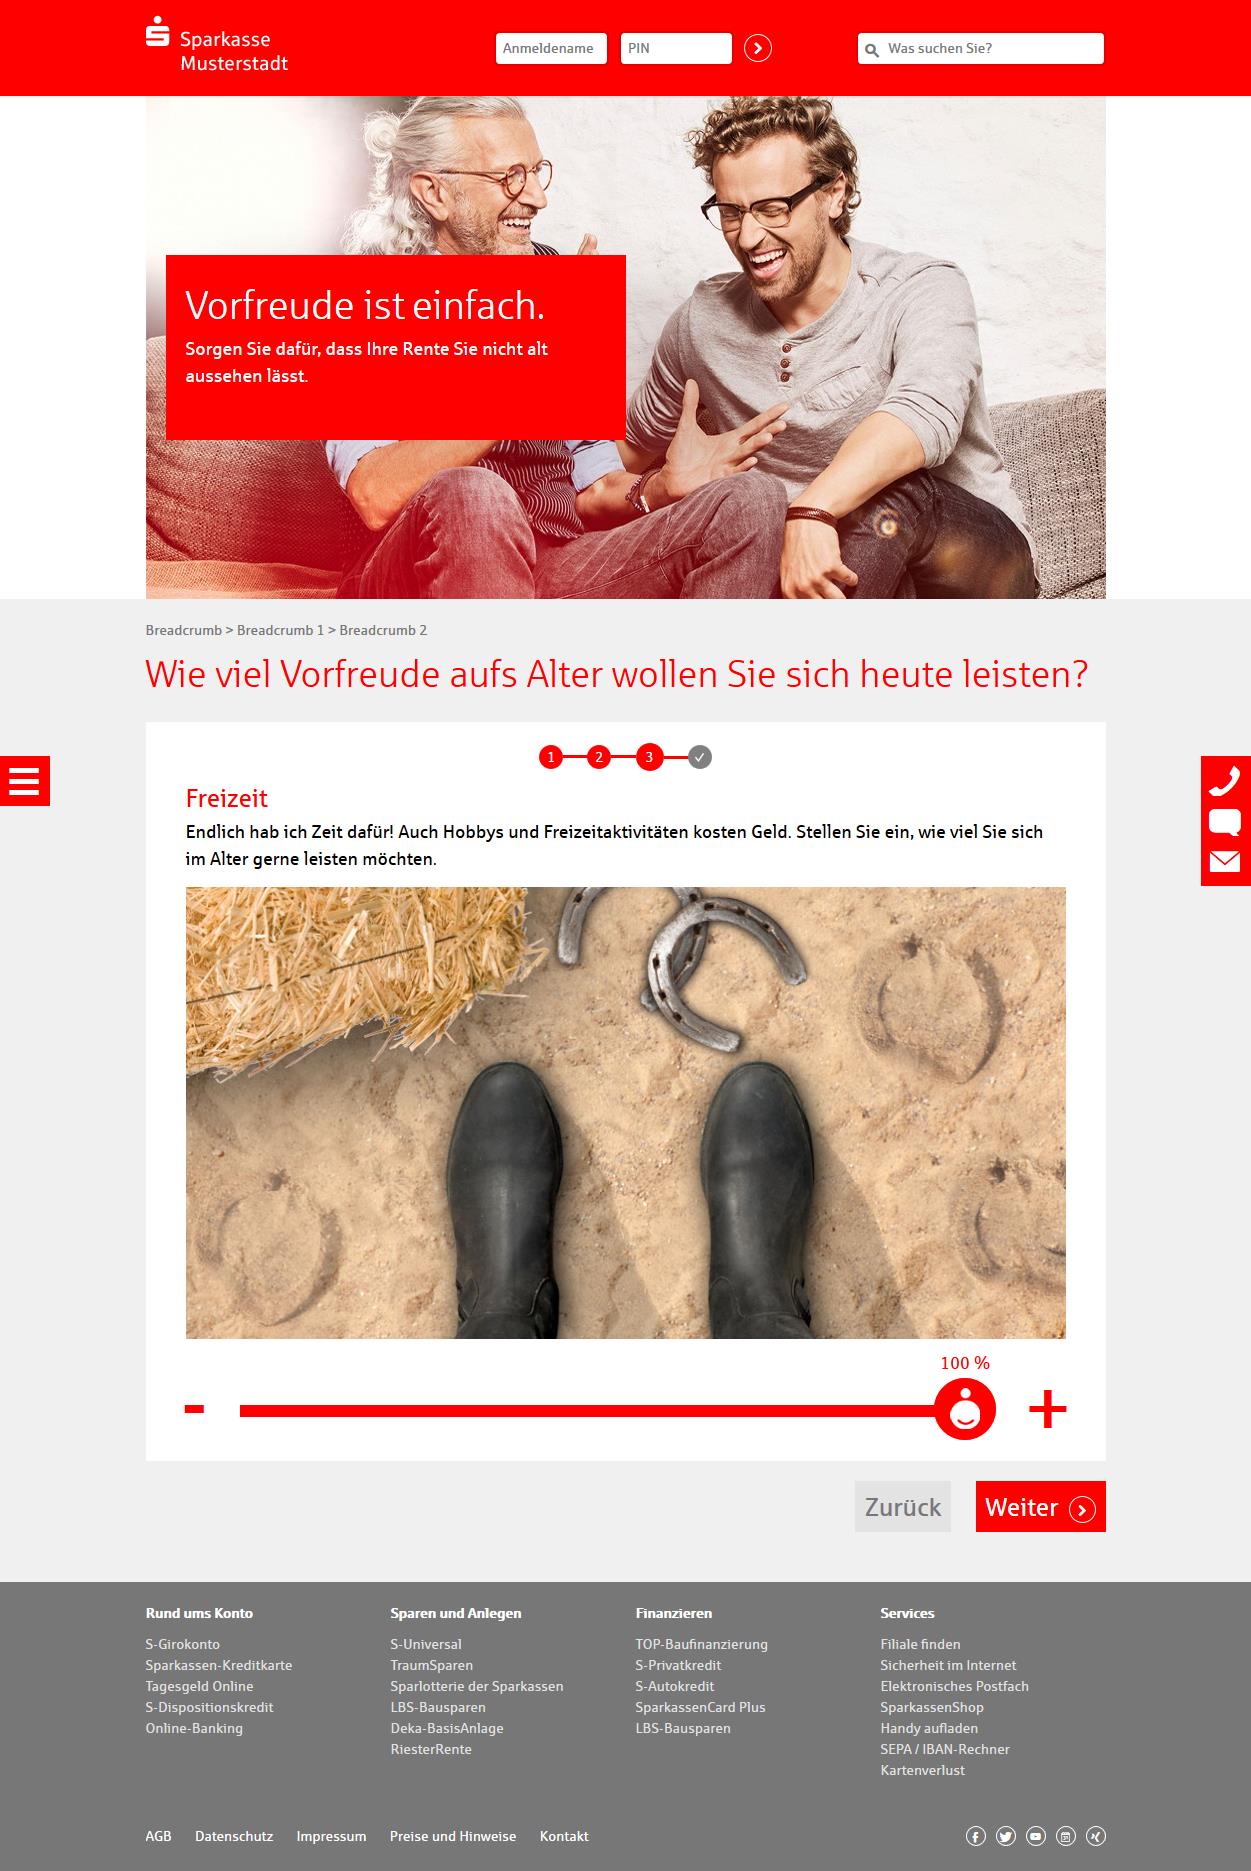 Sparkasse
Musterstadt
Anmeldename
PIN
Was suchen Sie?
Vorfreude ist einfach.
Sorgen Sie dafür, dass Ihre Rente Sie nicht alt
aussehen lässt.
Breadcrumb > Breadcrumb 1 > Breadcrumb 2
Wie viel Vorfreude aufs Alter wollen Sie sich heute leisten?
1 2 3
Freizeit
Endlich hab ich Zeit dafür! Auch Hobbys und Freizeitaktivitäten kosten Geld. Stellen Sie ein, wie viel Sie sich
im Alter gerne leisten möchten.
100 %
- +
Zurück
Weiter
Rund ums Konto
S-Girokonto
Sparkassen-Kreditkarte
Tagesgeld Online
S-Dispositionskredit
Online-Banking
Sparen und Anlegen
S-Universal
TraumSparen
Sparlotterie der Sparkassen
LBS-Bausparen
Deka-BasisAnlage
RiesterRente
Finanzieren
TOP-Baufinanzierung
S-Privatkredit
S-Autokredit
SparkassenCard Plus
LBS-Bausparen
Services
Filiale finden
Sicherheit im Internet
Elektronisches Postfach
SparkassenShop
Handy aufladen
SEPA / IBAN-Rechner
Kartenverlust
AGB Datenschutz Impressum Preise und Hinweise Kontakt